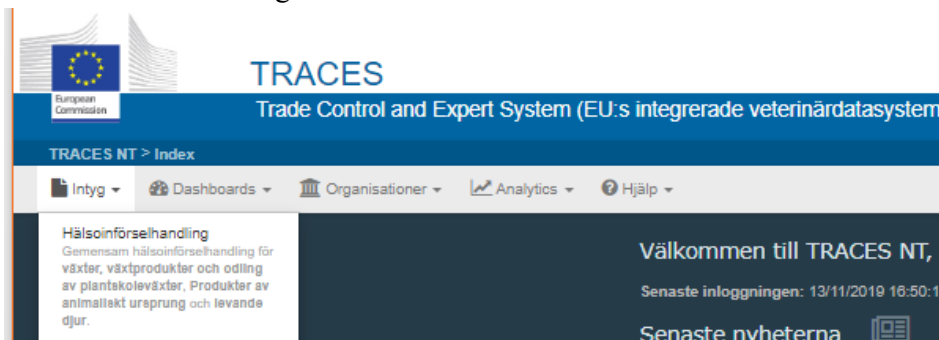 TRACES
European
Commission
Trade Control and Expert System (EU:s integrerade veterinärdatasystem
TRACES NT > Index
Intyg
Dashboards
Organisationer
Analytics
Hjälp
Hälsoinförselhandling
Gemensam hälsoinförselhandling för
växter, växtprodukter och odling
av plantskoleväxter, Produkter av
animaliskt ursprung och levande
djur.
Välkommen till TRACES NT,
Senaste inloggningen: 13/11/2019 16:50:1
Senaste nyheterna